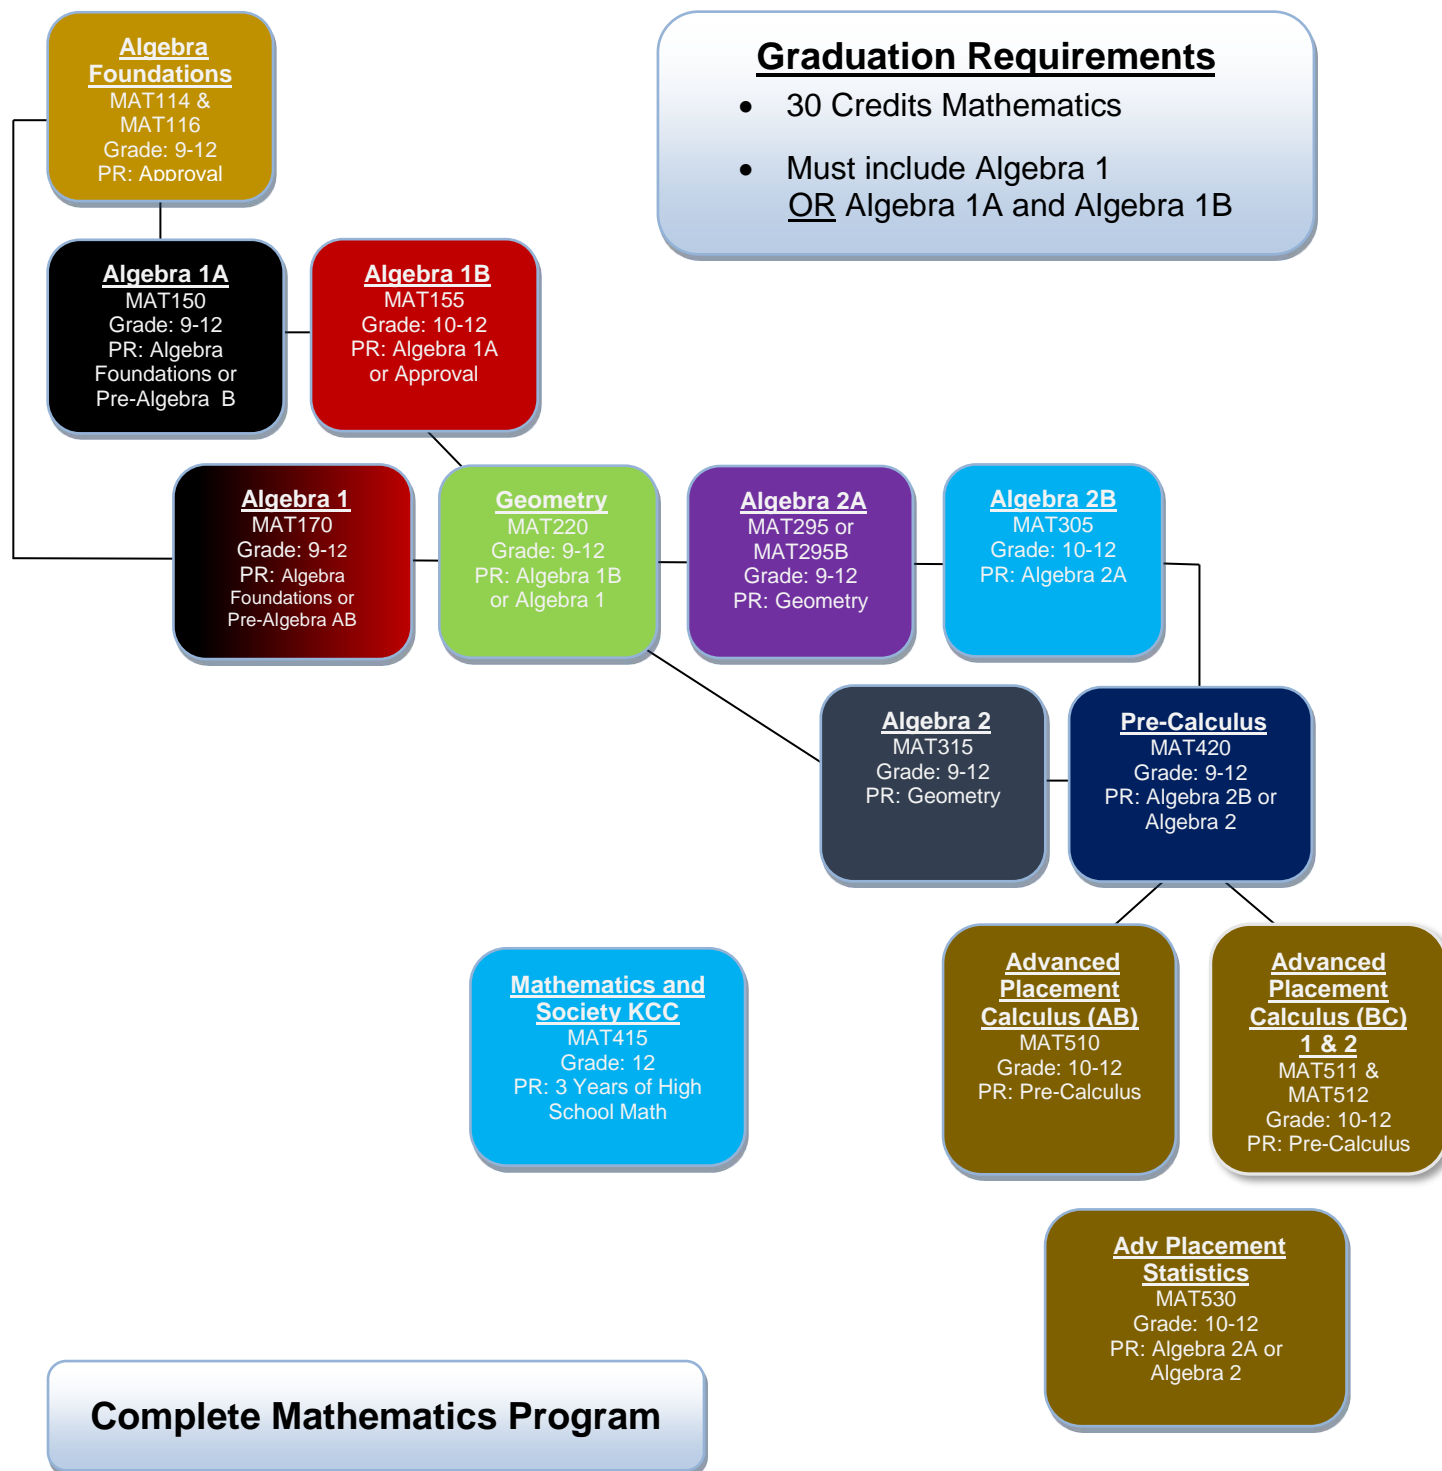 Algebra
Foundations
MAT114 &
MAT116
Grade: 9-12
PR: Approval
Graduation Requirements
• 30 Credits Mathematics
• Must include Algebra 1
OR Algebra 1A and Algebra 1B
Algebra 1A
MAT150
Grade: 9-12
PR: Algebra
Foundations or
Pre-Algebra B
Algebra 1B
MAT155
Grade: 10-12
PR: Algebra 1A
or Approval
Algebra 1
MAT170
Grade: 9-12
PR: Algebra
Foundations or
Pre-Algebra AB
Geometry
MAT220
Grade: 9-12
PR: Algebra 1B
or Algebra 1
Algebra 2A
MAT295 or
MAT295B
Grade: 9-12
PR: Geometry
Algebra 2B
MAT305
Grade: 10-12
PR: Algebra 2A
Algebra 2
MAT315
Grade: 9-12
PR: Geometry
Pre-Calculus
MAT420
Grade: 9-12
PR: Algebra 2B or
Algebra 2
Mathematics and
Society KCC
MAT415
Grade: 12
PR: 3 Years of High
School Math
Advanced
Placement
Calculus (AB)
MAT510
Grade: 10-12
PR: Pre-Calculus
Advanced
Placement
Calculus (BC)
1 & 2
MAT511 &
MAT512
Grade: 10-12
PR: Pre-Calculus
Adv Placement
Statistics
MAT530
Grade: 10-12
PR: Algebra 2A or
Algebra 2
Complete Mathematics Program